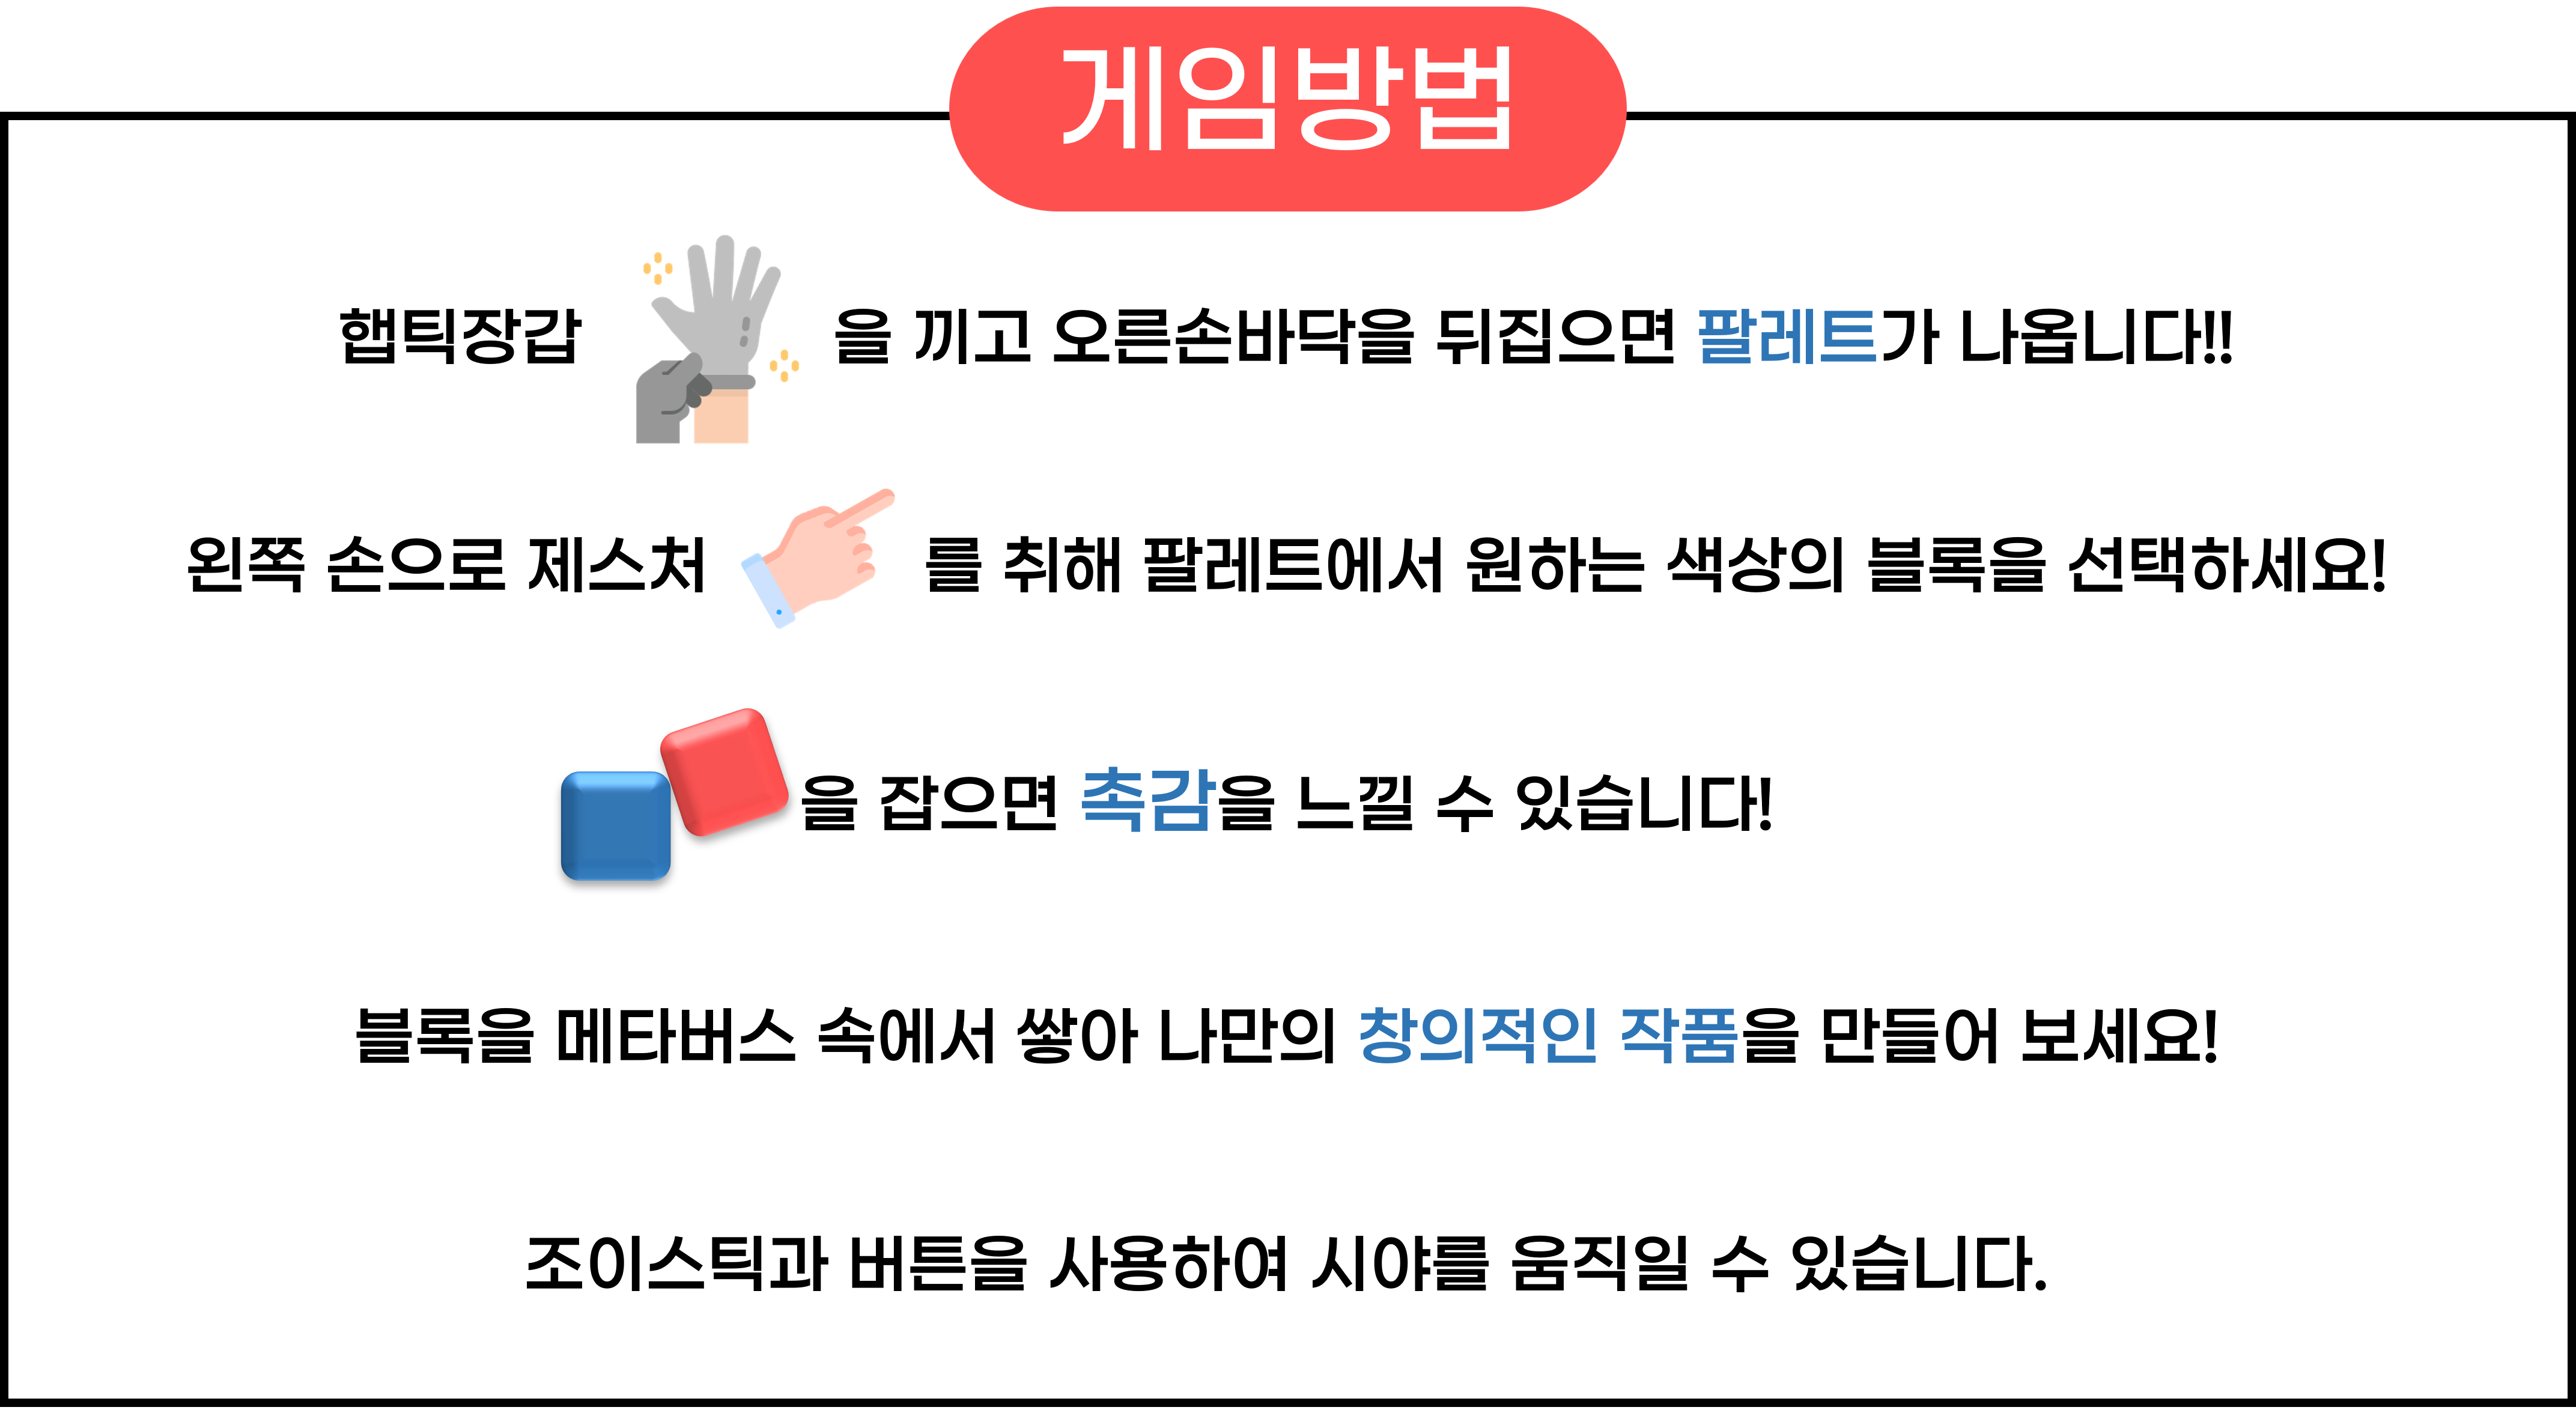 게임방법
햅틱장갑 을 끼고 오른손바닥을 뒤집으면 팔레트가 나옵니다!!
왼쪽 손으로 제스처 를 취해 팔레트에서 원하는 색상의 블록을 선택하세요!
을 잡으면 촉감을 느낄 수 있습니다!
블록을 메타버스 속에서 쌓아 나만의 창의적인 작품을 만들어 보세요!
조이스틱과 버튼을 사용하여 시야를 움직일 수 있습니다.